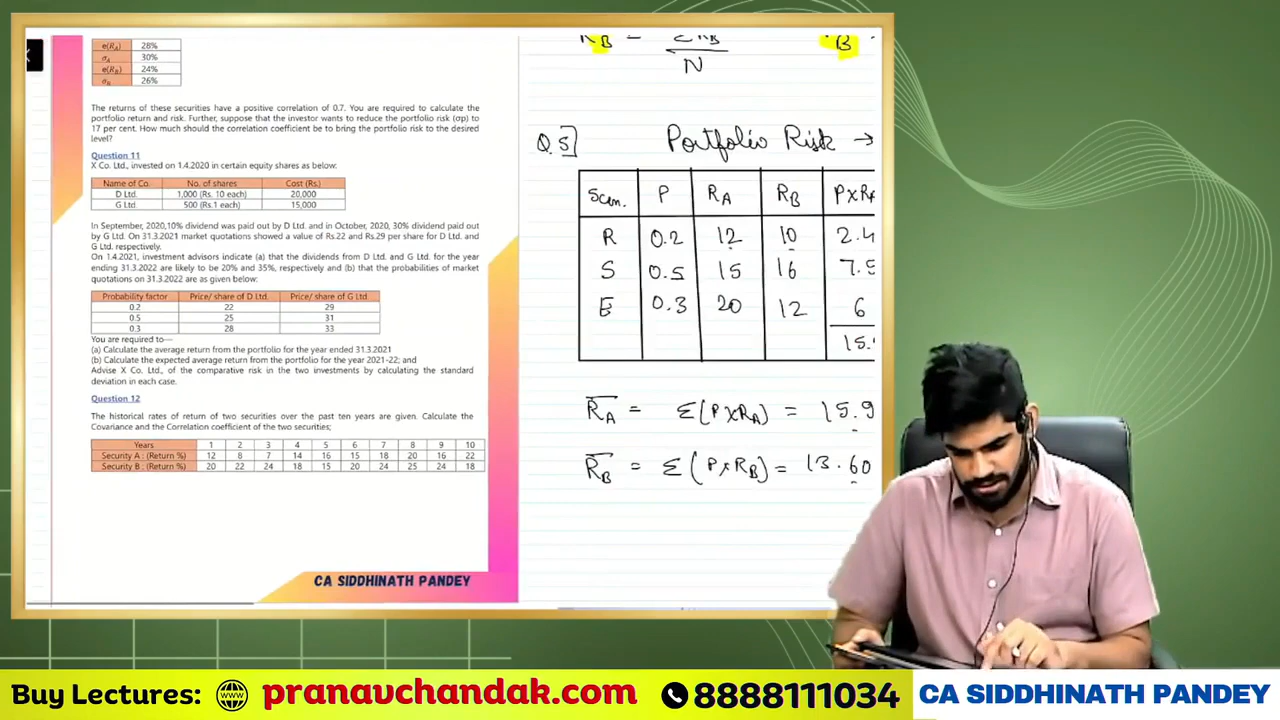 e(RA) 28%
σA 30%
e(RB) 24%
σB 26%
The returns of these securities have a positive correlation of 0.7. You are required to calculate the
portfolio return and risk. Further, suppose that the investor wants to reduce the portfolio risk (σp) to
17 per cent. How much should the correlation coefficient be to bring the portfolio risk to the desired
level?
Question 11
X Co. Ltd., invested on 1.4.2020 in certain equity shares as below:
Name of Co. No. of shares Cost (Rs.)
D Ltd. 1,000 (Rs. 10 each) 20,000
G Ltd. 500 (Rs.1 each) 15,000
In September, 2020,10% dividend was paid out by D Ltd. and in October, 2020, 30% dividend paid out
by G Ltd. On 31.3.2021 market quotations showed a value of Rs.22 and Rs.29 per share for D Ltd. and
G Ltd. respectively.
On 1.4.2021, investment advisors indicate (a) that the dividends from D Ltd. and G Ltd. for the year
ending 31.3.2022 are likely to be 20% and 35%, respectively and (b) that the probabilities of market
quotations on 31.3.2022 are as given below:
Probability factor Price/ share of D Ltd. Price/ share of G Ltd
0.2 22 29
0.5 25 31
0.3 28 33
You are required to—
(a) Calculate the average return from the portfolio for the year ended 31.3.2021
(b) Calculate the expected average return from the portfolio for the year 2021-22; and
Advise X Co. Ltd., of the comparative risk in the two investments by calculating the standard
deviation in each case.
Question 12
The historical rates of return of two securities over the past ten years are given. Calculate the
Covariance and the Correlation coefficient of the two securities;
Years 1 2 3 4 5 6 7 8 9 10
Security A : (Return %) 12 8 7 14 16 15 18 20 16 22
Security B : (Return %) 20 22 24 18 15 20 24 25 24 18
CA SIDDHINATH PANDEY
N
Q.5] Portfolio Risk →
Scen. P RA RB P×RA
R 0.2 12 10 2.4
S 0.5 15 16 7.5
E 0.3 20 12 6
15.
RA = Σ(P×RA) = 15.9
RB = Σ(P×RB) = 13.60
Buy Lectures: pranavchandak.com 8888111034 CA SIDDHINATH PANDEY